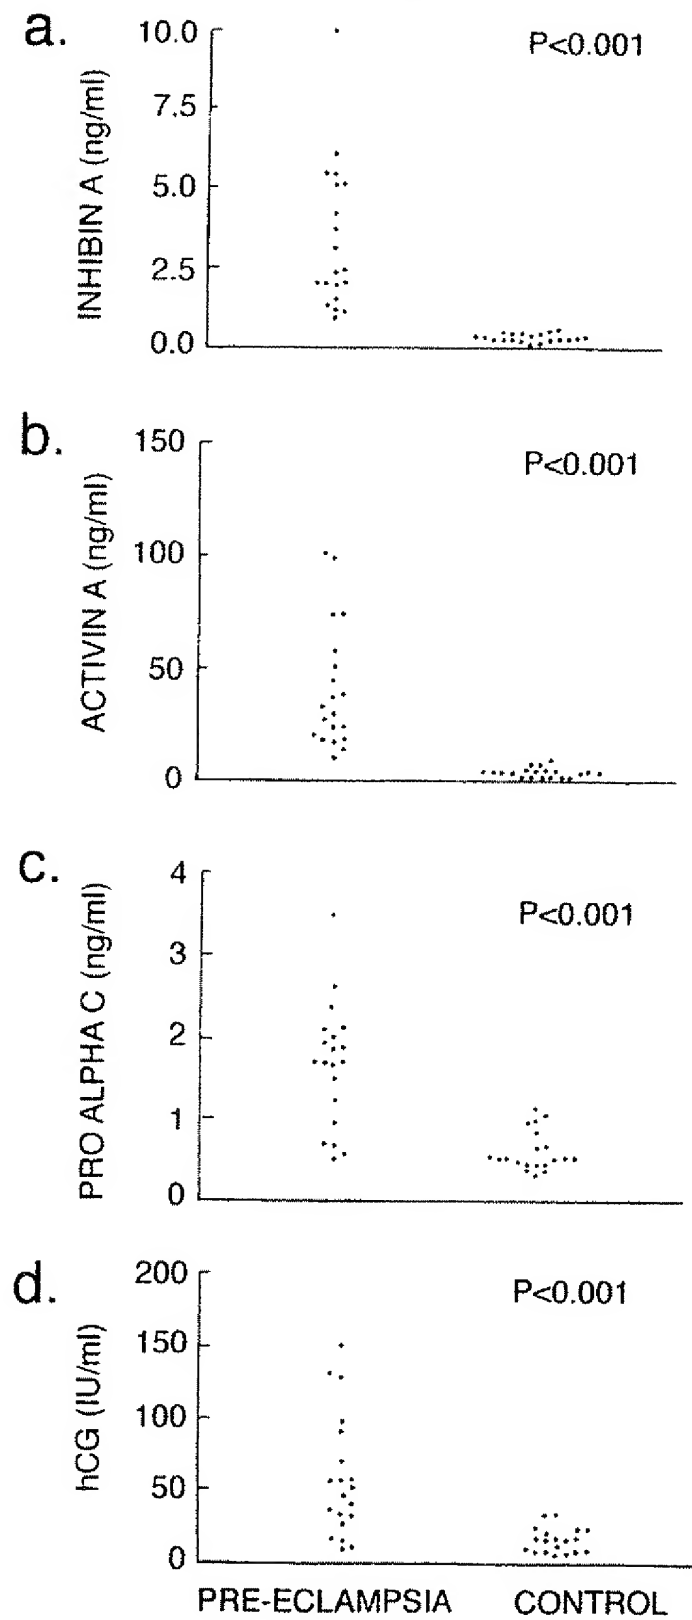 a.
P<0.001
INHIBIN A (ng/ml)
10.0
7.5
5.0
2.5
0.0
b.
P<0.001
ACTIVIN A (ng/ml)
150
100
50
0
c.
P<0.001
PRO ALPHA C (ng/ml)
4
3
2
1
0
d.
P<0.001
hCG (IU/ml)
200
150
100
50
0
PRE-ECLAMPSIA CONTROL